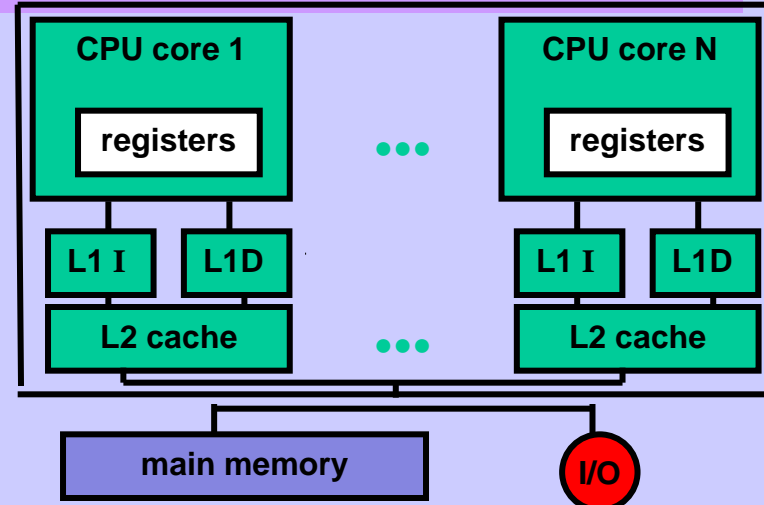 CPU core 1
CPU core N
registers
registers
L1 I
L1D
L1 I
L1D
L2 cache
L2 cache
main memory
I/O